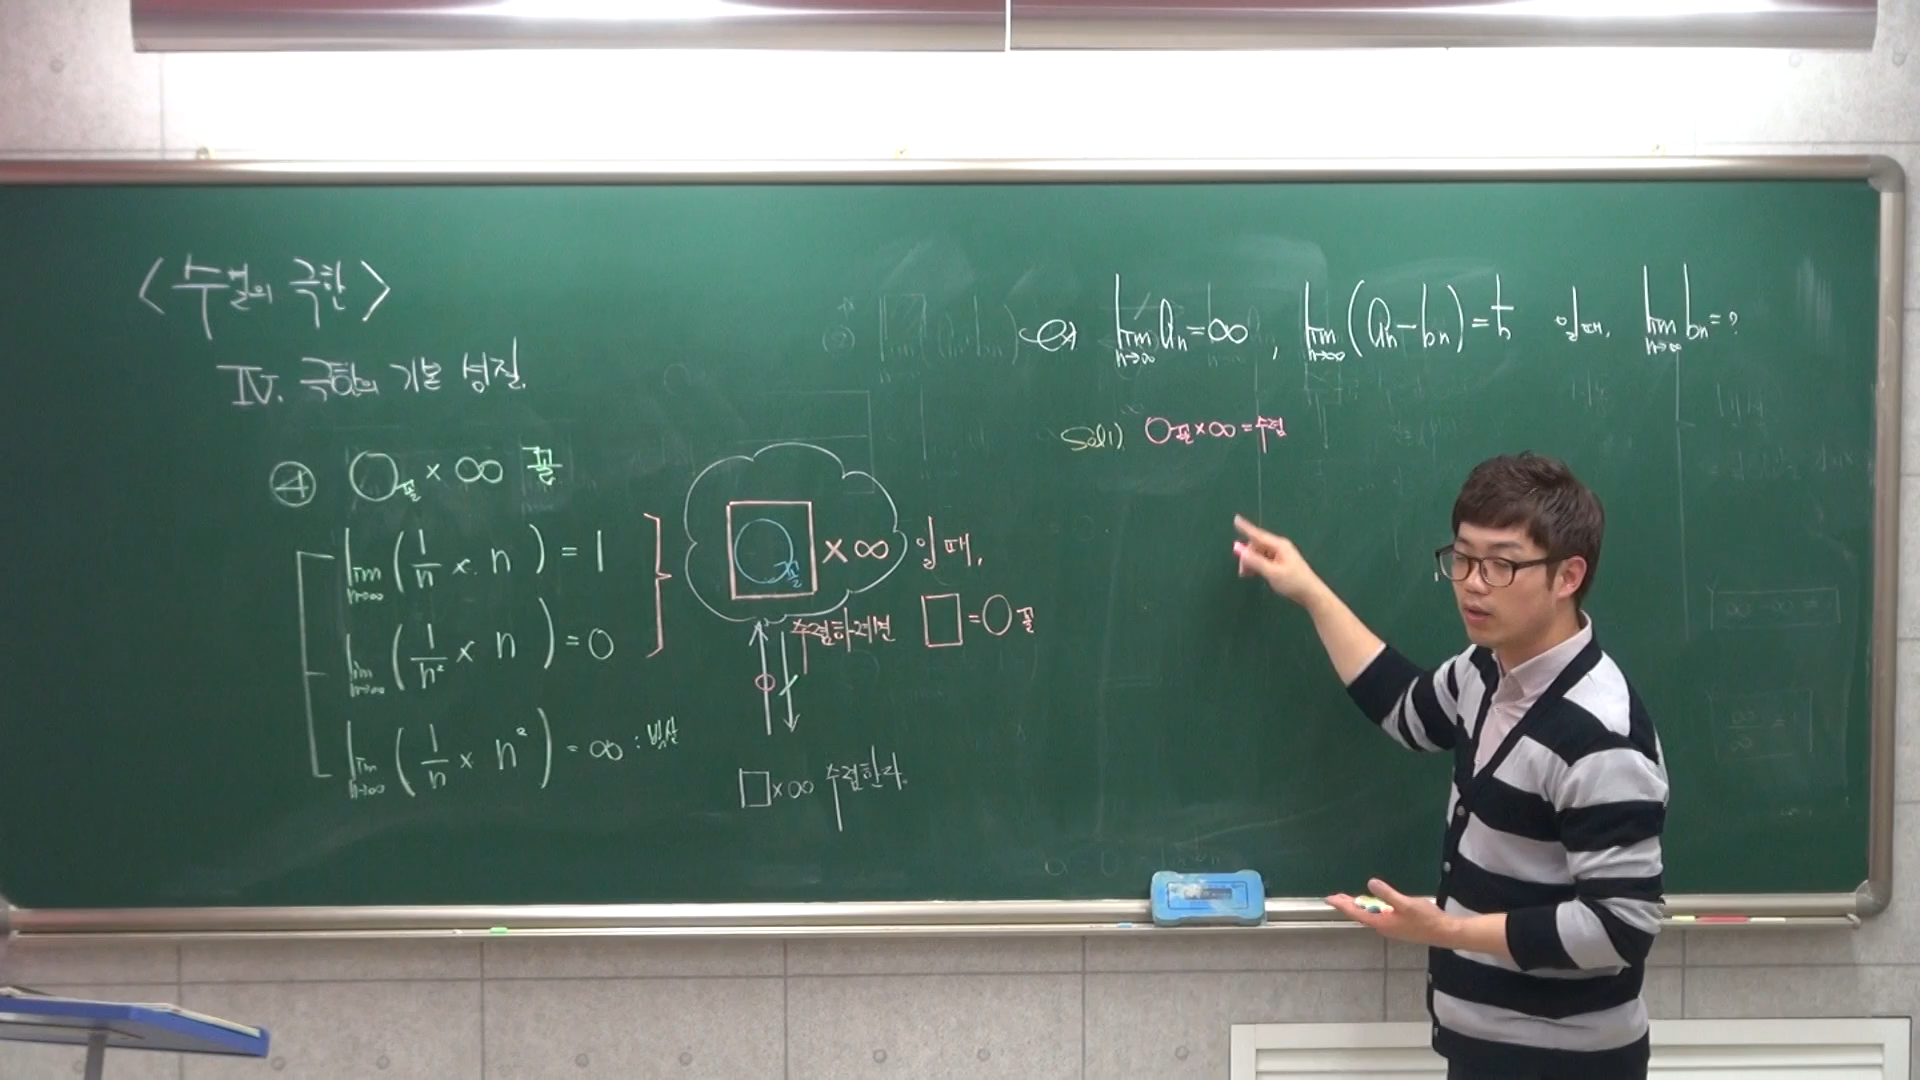 <수열의 극한>
IV. 극한의 기본 성질.
④ 0꼴 × ∞ 꼴
lim n→∞ (1/n × n) = 1
lim n→∞ (1/n² × n) = 0
lim n→∞ (1/n × n²) = ∞ : 발산
0꼴 × ∞ 일 때,
수렴하려면 □ = 0 꼴
□ × ∞ 수렴한다.
ex) lim n→∞ an = ∞, lim n→∞ (an - bn) = 5 일 때, lim n→∞ bn = ?
Sol1) 0꼴 × ∞ = 수렴